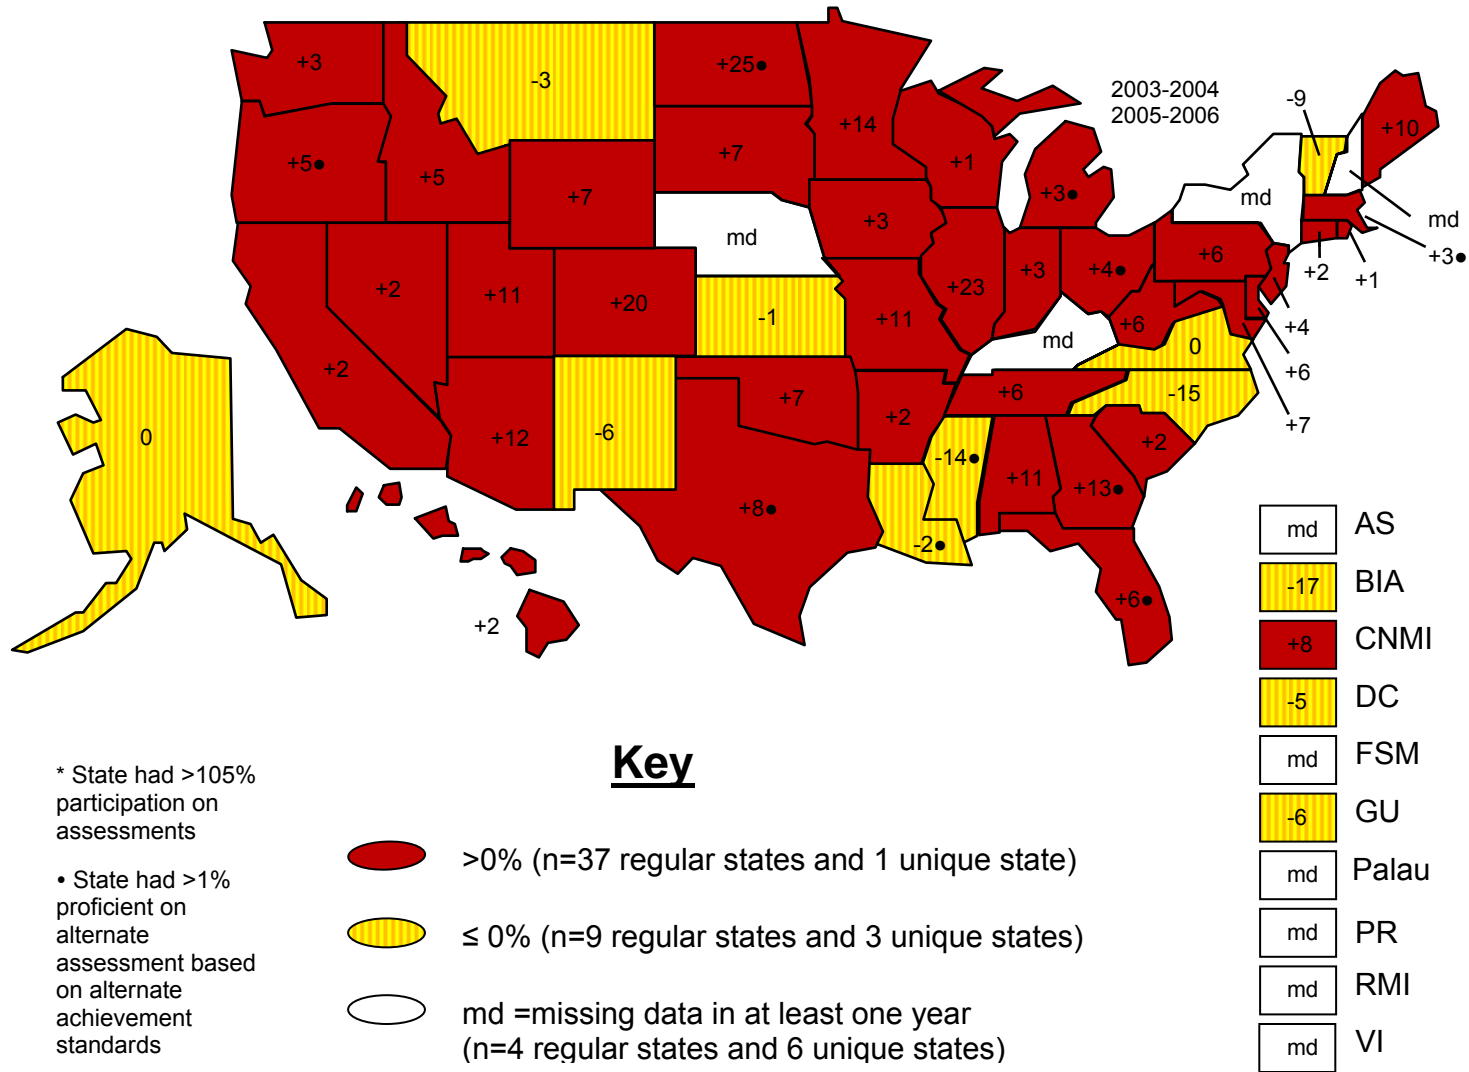 2003-2004
2005-2006
+3
-3
+25•
+14
-9
+10
+5•
+5
+7
+7
+1
+3•
md
md
+3•
md
+3
+2
+1
+2
+11
+20
-1
+11
+23
+3
+4•
+6
+6
+4
+6
+7
md
0
-15
+2
+12
-6
+7
+2
+6
+2
0
+8•
-14•
-2•
+11
+13•
+6•
+2
md AS
-17 BIA
+8 CNMI
-5 DC
md FSM
-6 GU
md Palau
md PR
md RMI
md VI
* State had >105%
participation on
assessments
• State had >1%
proficient on
alternate
assessment based
on alternate
achievement
standards
Key
>0% (n=37 regular states and 1 unique state)
≤ 0% (n=9 regular states and 3 unique states)
md =missing data in at least one year
(n=4 regular states and 6 unique states)